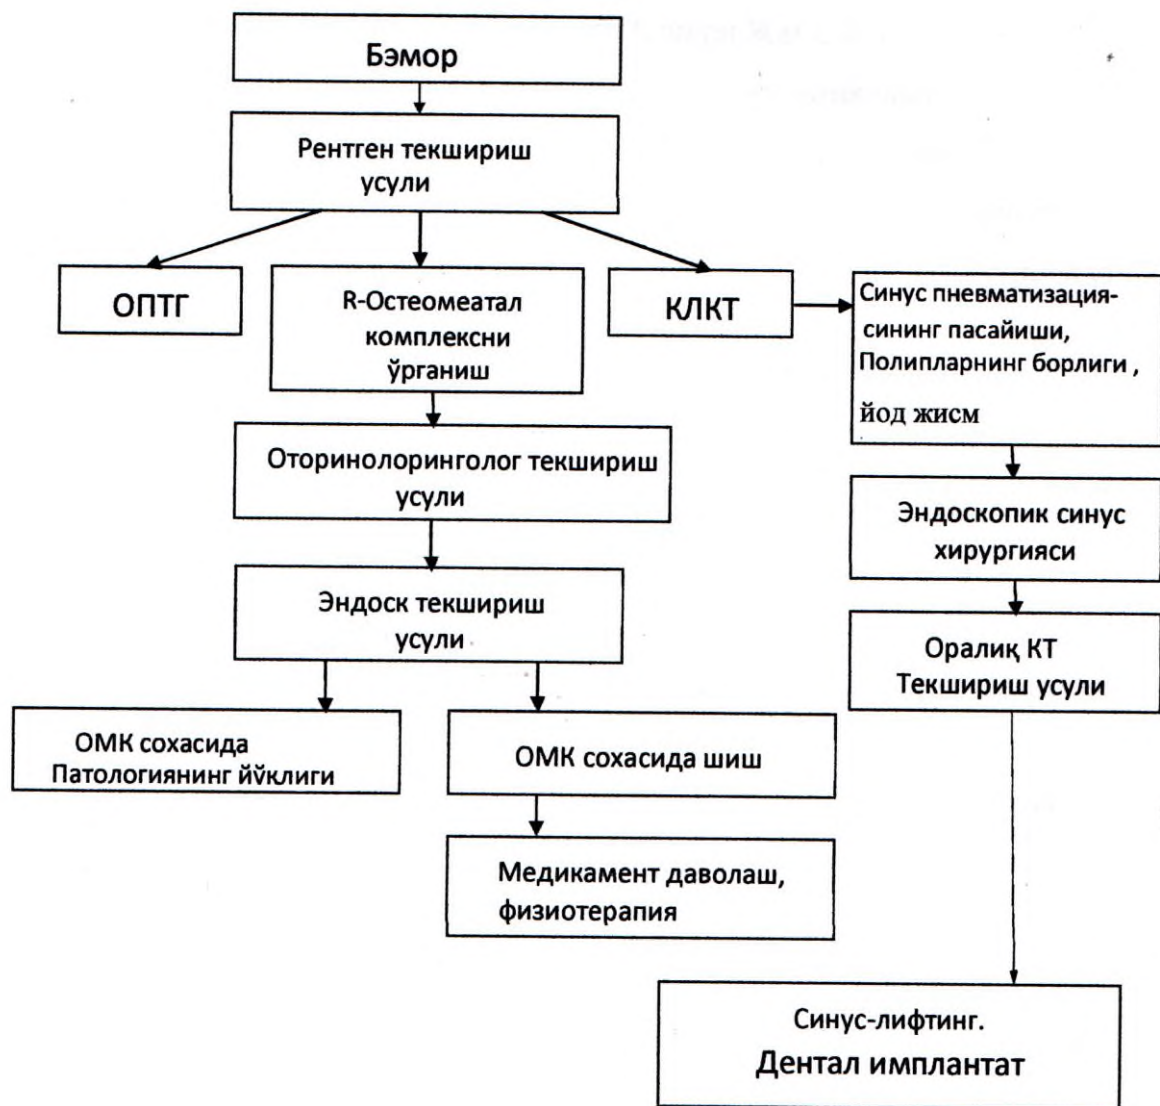 Бэмор
Рентген текшириш
усули
ОПТГ
R-Остеомеатал
комплексни
ўрганиш
КЛКТ
Синус пневматизация-
сининг пасайиши,
Полипларнинг борлиги ,
йод жисм
Оторинолоринголог текшириш
усули
Эндоскопик синус
хирургияси
Эндоск текшириш
усули
Оралиқ КТ
Текшириш усули
ОМК сохасида
Патологиянинг йўклиги
ОМК сохасида шиш
Медикамент даволаш,
физиотерапия
Синус-лифтинг.
Дентал имплантат